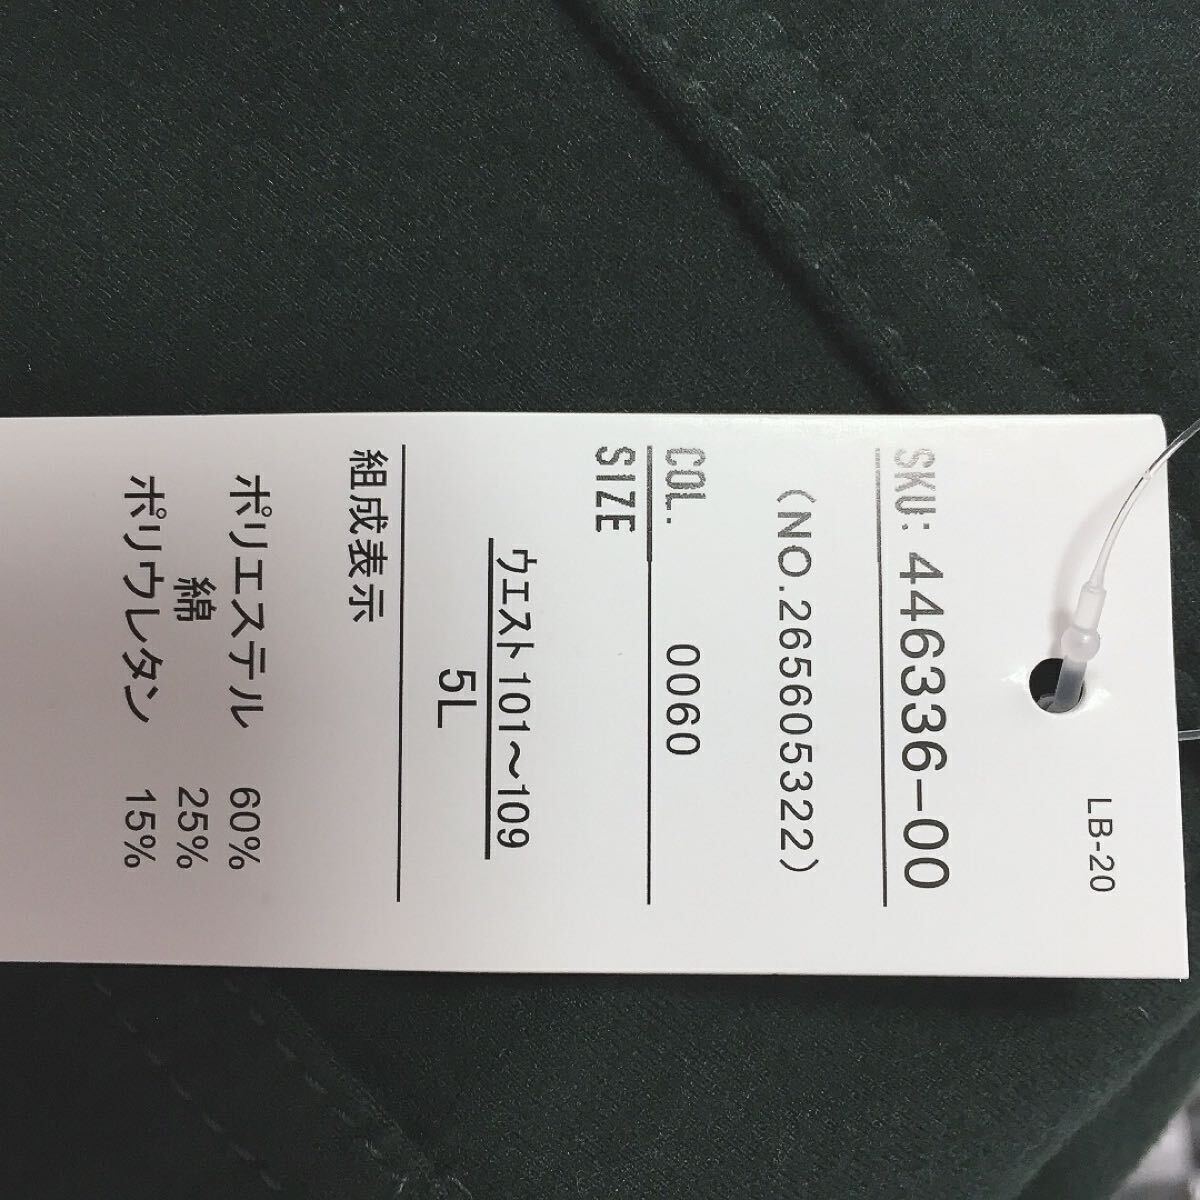 LB-20
SKU: 446336-00
(NO.265605322)
COL. 0060
SIZE
ウエスト101～109
5L
組成表示
ポリエステル 60%
綿 25%
ポリウレタン 15%